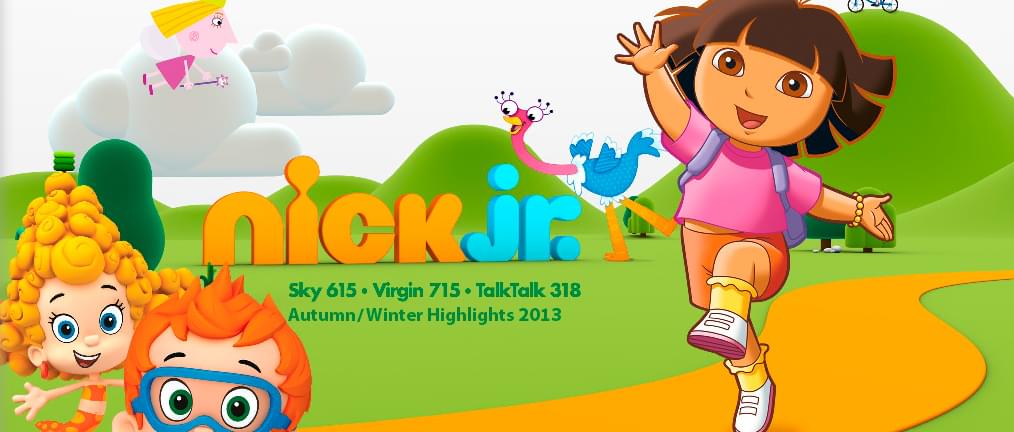 nick jr.
Sky 615 • Virgin 715 • TalkTalk 318
Autumn/Winter Highlights 2013